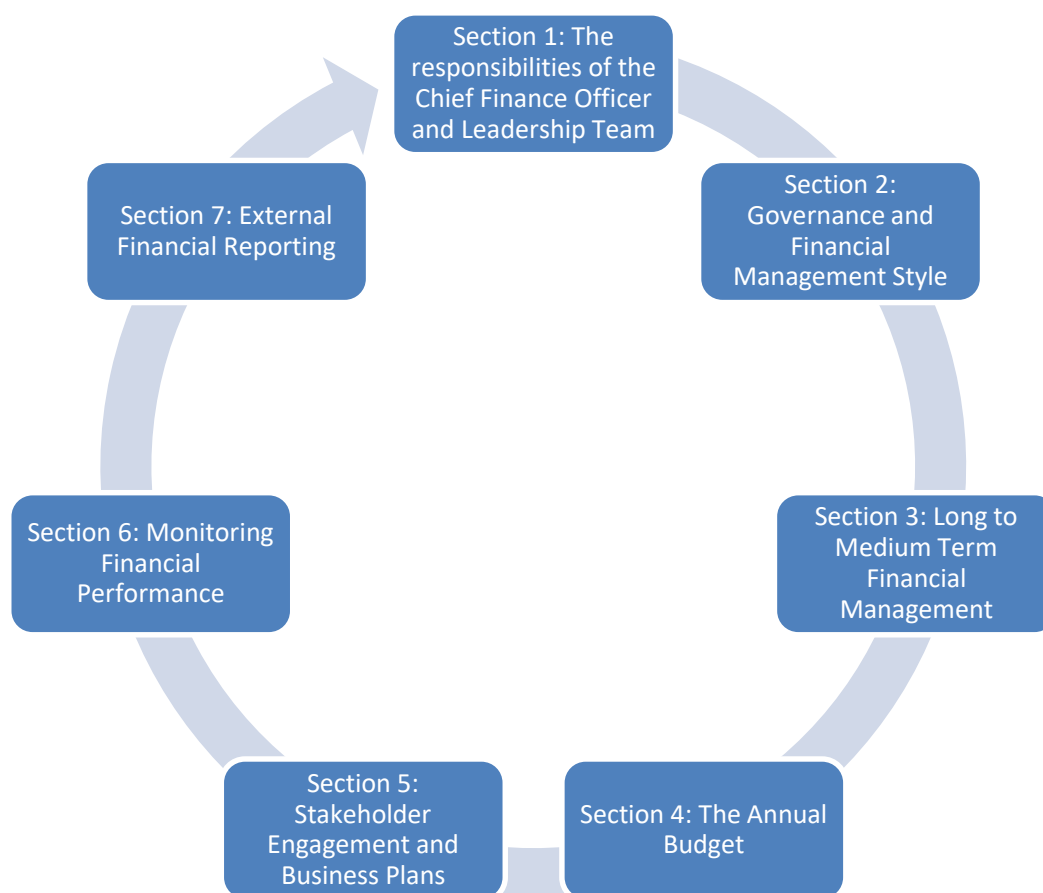 Section 1: The
responsibilities of the
Chief Finance Officer
and Leadership Team
Section 2:
Governance and
Financial
Management Style
Section 3: Long to
Medium Term
Financial
Management
Section 4: The Annual
Budget
Section 5:
Stakeholder
Engagement and
Business Plans
Section 6: Monitoring
Financial
Performance
Section 7: External
Financial Reporting